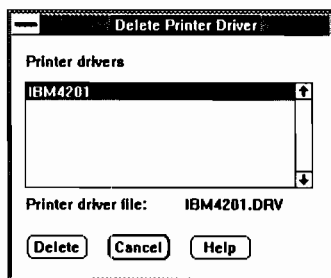 Delete Printer Driver
Printer drivers
IBM4201
Printer driver file: IBM4201.DRV
Delete Cancel Help